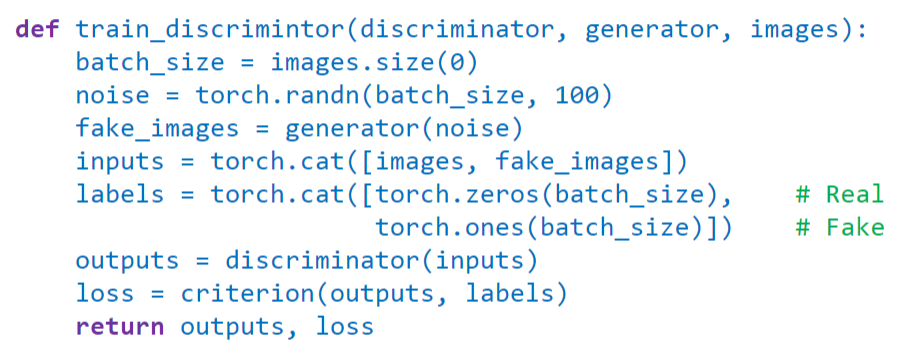 def train_discrimintor(discriminator, generator, images):
    batch_size = images.size(0)
    noise = torch.randn(batch_size, 100)
    fake_images = generator(noise)
    inputs = torch.cat([images, fake_images])
    labels = torch.cat([torch.zeros(batch_size),    # Real
                        torch.ones(batch_size)])    # Fake
    outputs = discriminator(inputs)
    loss = criterion(outputs, labels)
    return outputs, loss